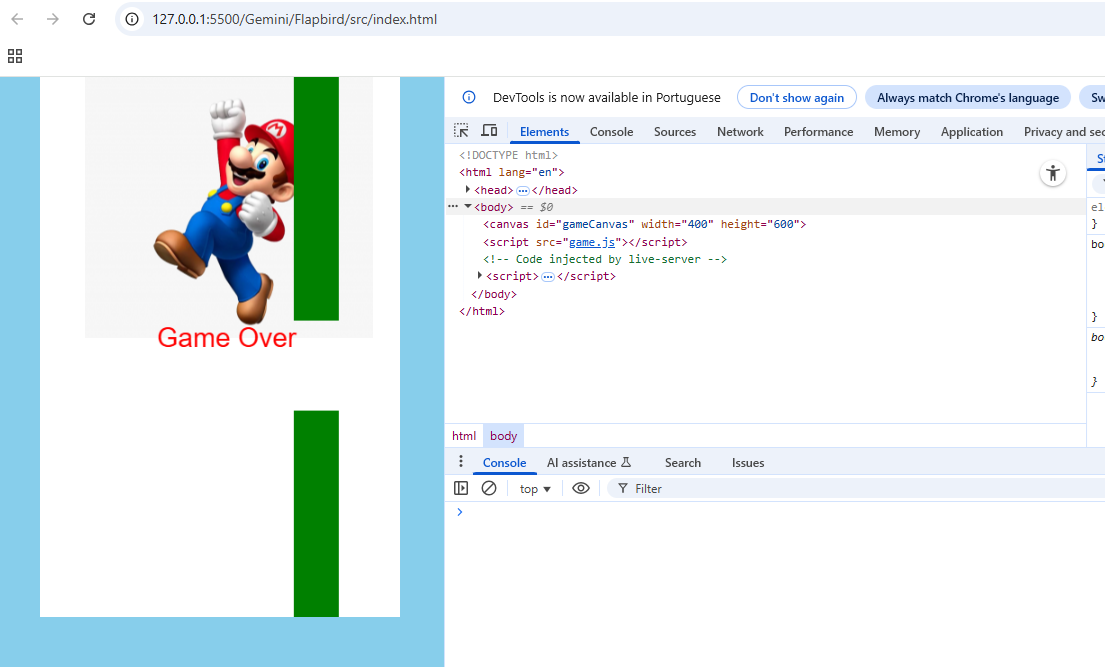 127.0.0.1:5500/Gemini/Flapbird/src/index.html
DevTools is now available in Portuguese Don't show again Always match Chrome's language Sw
Elements Console Sources Network Performance Memory Application Privacy and sec
<!DOCTYPE html>
<html lang="en">
<head> ⋯ </head>
<body> == $0
<canvas id="gameCanvas" width="400" height="600">
<script src="game.js"></script>
<!-- Code injected by live-server -->
<script> ⋯ </script>
</body>
</html>
St
el
}
bo
}
bo
}
Game Over
html body
Console AI assistance Search Issues
top Filter